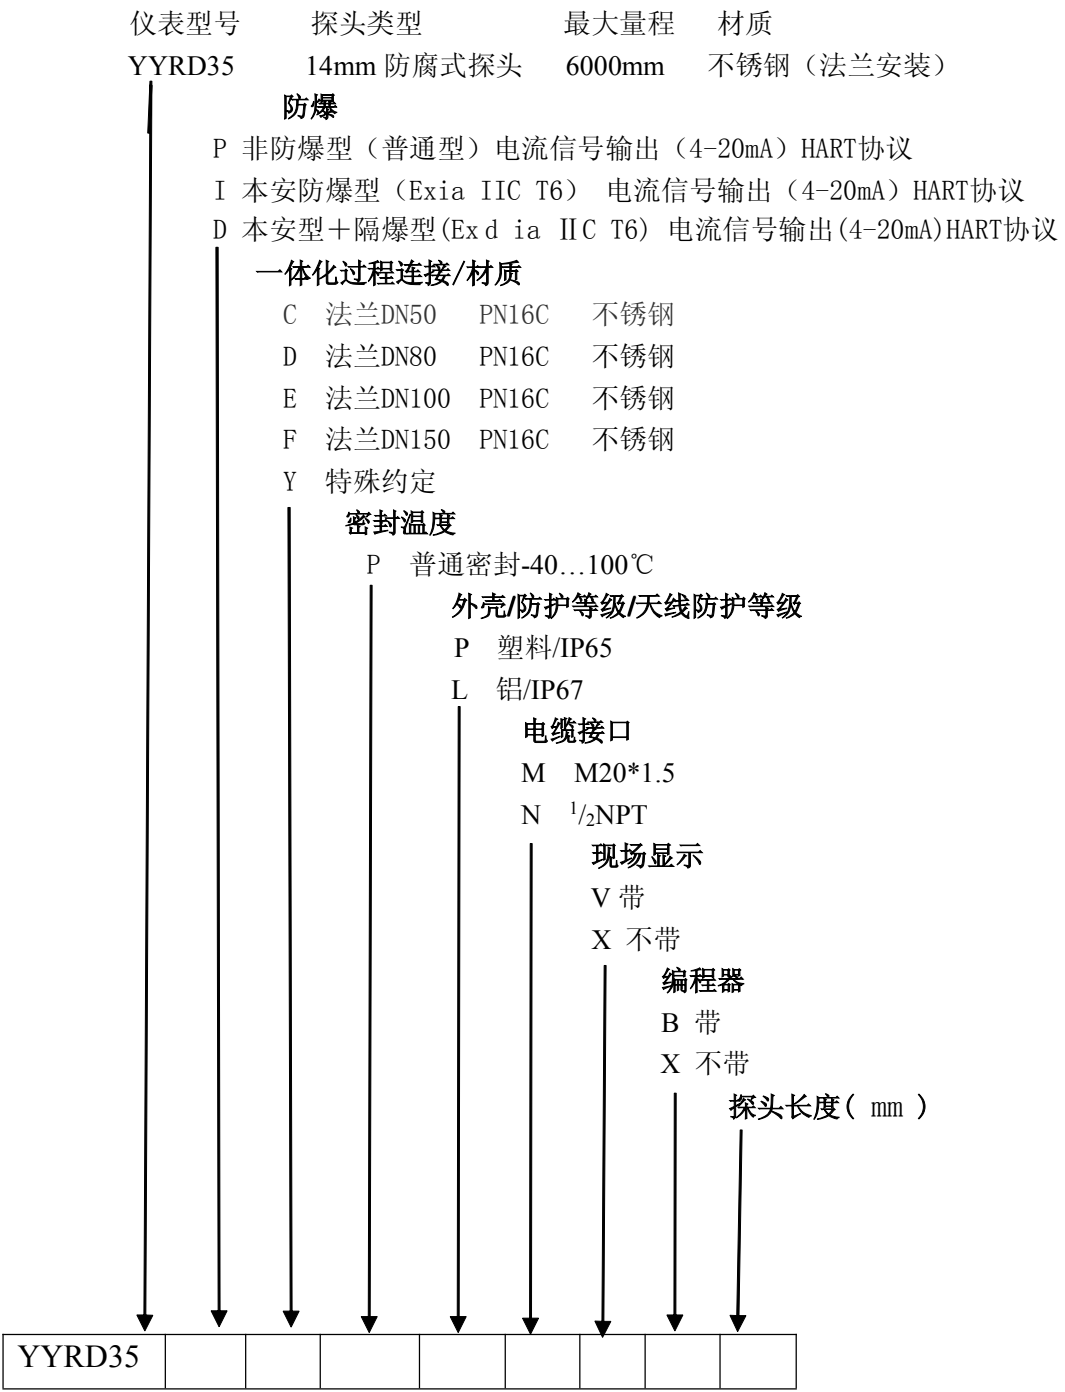 仪表型号 探头类型 最大量程 材质
YYRD35 14mm 防腐式探头 6000mm 不锈钢（法兰安装）
防爆
P 非防爆型（普通型）电流信号输出（4-20mA）HART协议
I 本安防爆型（Exia IIC T6） 电流信号输出（4-20mA）HART协议
D 本安型＋隔爆型(Exd ia ⅡC T6) 电流信号输出(4-20mA)HART协议
一体化过程连接/材质
C 法兰DN50 PN16C 不锈钢
D 法兰DN80 PN16C 不锈钢
E 法兰DN100 PN16C 不锈钢
F 法兰DN150 PN16C 不锈钢
Y 特殊约定
密封温度
P 普通密封-40…100℃
外壳/防护等级/天线防护等级
P 塑料/IP65
L 铝/IP67
电缆接口
M M20*1.5
N 1/2NPT
现场显示
V 带
X 不带
编程器
B 带
X 不带
探头长度( mm )
YYRD35